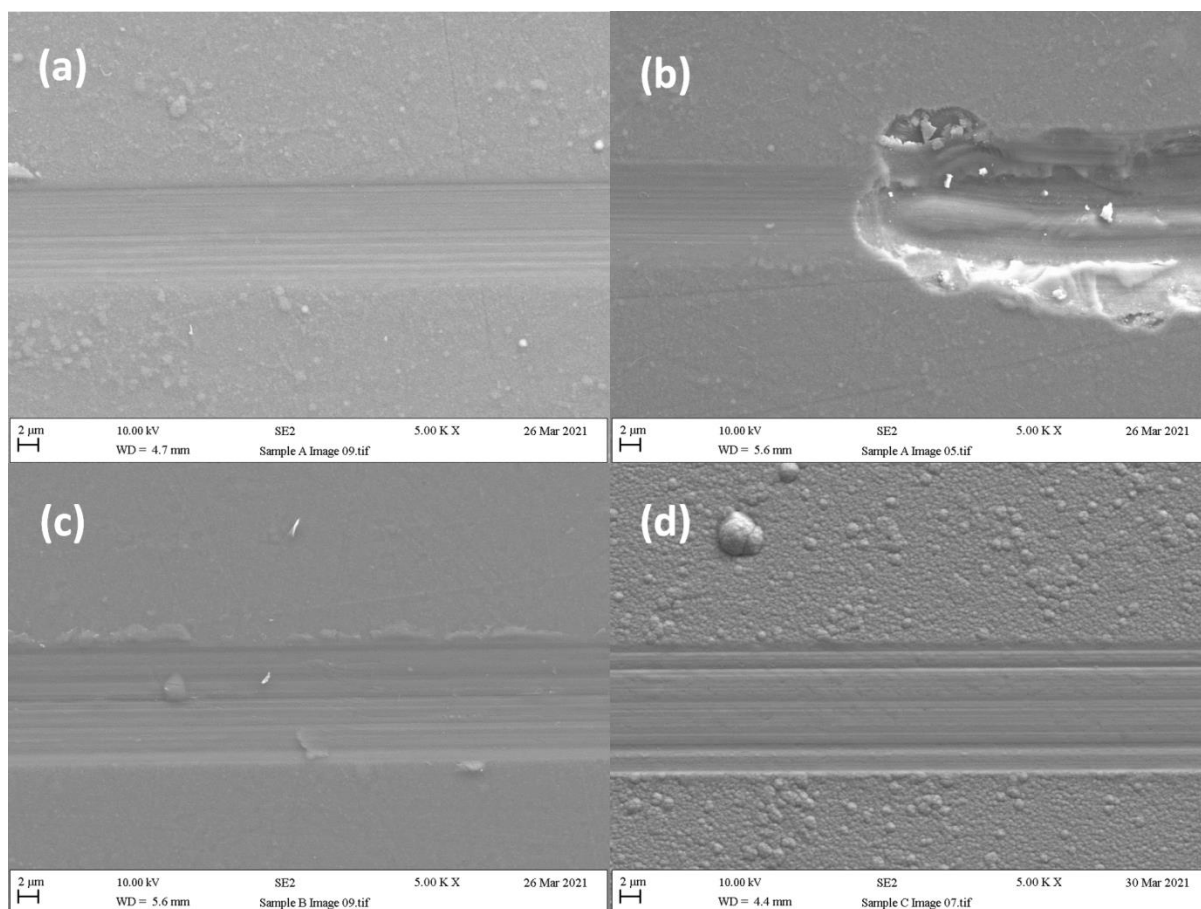 (a)
2 µm 10.00 kV SE2 5.00 K X 26 Mar 2021
WD = 4.7 mm Sample A Image 09.tif
(b)
2 µm 10.00 kV SE2 5.00 K X 26 Mar 2021
WD = 5.6 mm Sample A Image 05.tif
(c)
2 µm 10.00 kV SE2 5.00 K X 26 Mar 2021
WD = 5.6 mm Sample B Image 09.tif
(d)
2 µm 10.00 kV SE2 5.00 K X 30 Mar 2021
WD = 4.4 mm Sample C Image 07.tif